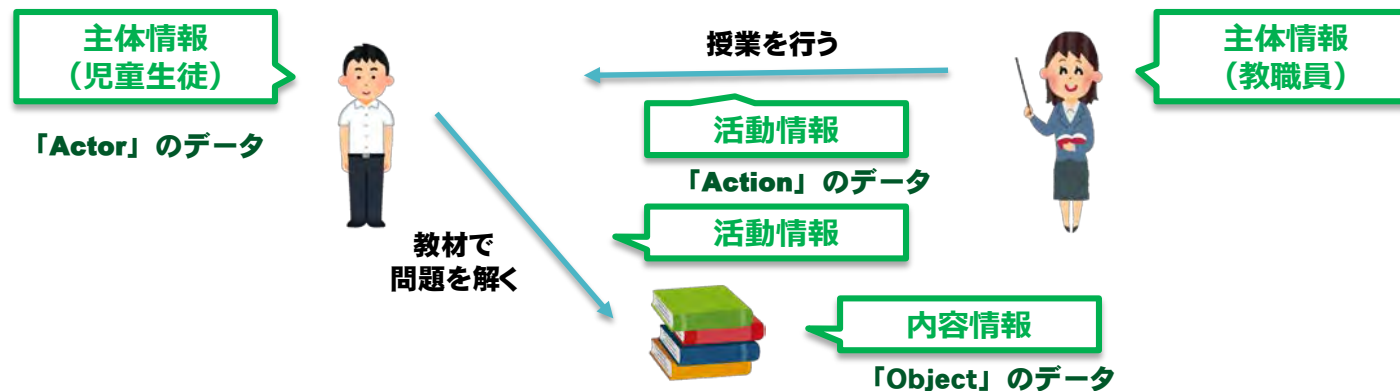 主体情報
（児童生徒）
「Actor」のデータ
授業を行う
主体情報
（教職員）
活動情報
「Action」のデータ
活動情報
教材で
問題を解く
内容情報
「Object」のデータ